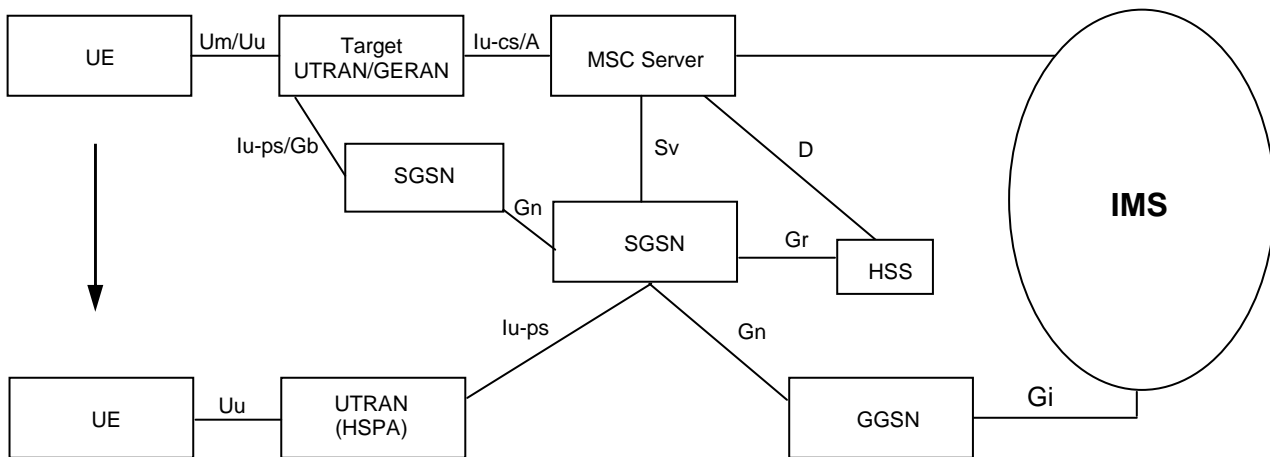 UE
Um/Uu
Target
UTRAN/GERAN
Iu-cs/A
MSC Server
Iu-ps/Gb
SGSN
Gn
Sv
D
IMS
SGSN
Gr
HSS
Iu-ps
Gn
UE
Uu
UTRAN
(HSPA)
GGSN
Gi